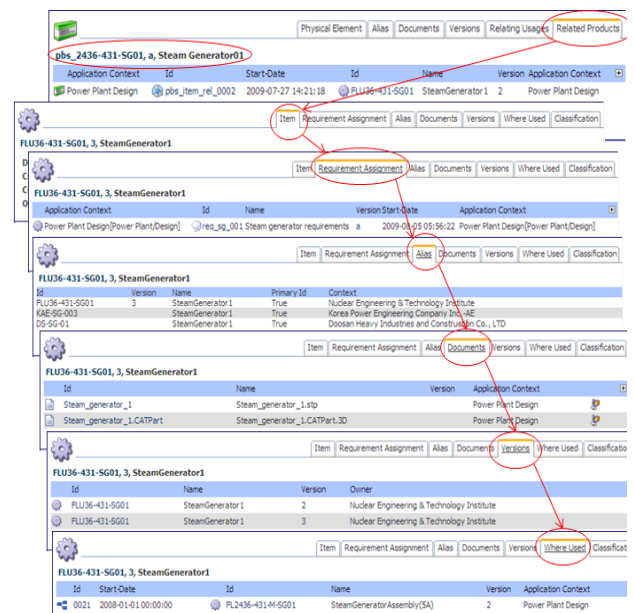 Physical Element Alias Documents Versions Relating Usages Related Products
pbs_2436-431-SG01, a, Steam Generator01
Application Context Id Start-Date Id Name Version Application Context
Power Plant Design pbs_item_rel_0002 2009-07-27 14:21:18 FLU36-431-SG01 SteamGenerator1 2 Power Plant Design
Item Requirement Assignment Alias Documents Versions Where Used Classification
FLU36-431-SG01, 3, SteamGenerator1
D
C
C
O
Item Requirement Assignment Alias Documents Versions Where Used Classification
FLU36-431-SG01, 3, SteamGenerator1
Application Context Id Name Version Start-Date Application Context
Power Plant Design[Power Plant/Design] req_sg_001 Steam generator requirements a 2009-08-05 05:56:22 Power Plant Design[Power Plant/Design]
Item Requirement Assignment Alias Documents Versions Where Used Classification
FLU36-431-SG01, 3, SteamGenerator1
Id Version Name Primary Id Context
FLU36-431-SG01 3 SteamGenerator1 True Nuclear Engineering & Technology Institute
KAE-SG-003 SteamGenerator1 True Korea Power Engineering Company Inc.-AE
DS-SG-01 SteamGenerator1 True Doosan Heavy Industries and Construction Co., LTD
Item Requirement Assignment Alias Documents Versions Where Used Classification
FLU36-431-SG01, 3, SteamGenerator1
Id Name Version Application Context
Steam_generator_1 Steam_generator_1.stp Power Plant Design
Steam_generator_1.CATPart Steam_generator_1.CATPart.3D Power Plant Design
Item Requirement Assignment Alias Documents Versions Where Used Classificatio
FLU36-431-SG01, 3, SteamGenerator1
Id Name Version Owner
FLU36-431-SG01 SteamGenerator1 2 Nuclear Engineering & Technology Institute
FLU36-431-SG01 SteamGenerator1 3 Nuclear Engineering & Technology Institute
Item Requirement Assignment Alias Documents Versions Where Used Classificati
FLU36-431-SG01, 3, SteamGenerator1
Id Start-Date Id Name Version Application Context
0021 2008-01-01 00:00:00 FL2436-431-M-SG01 SteamGeneratorAssembly(SA) 2 Power Plant Design